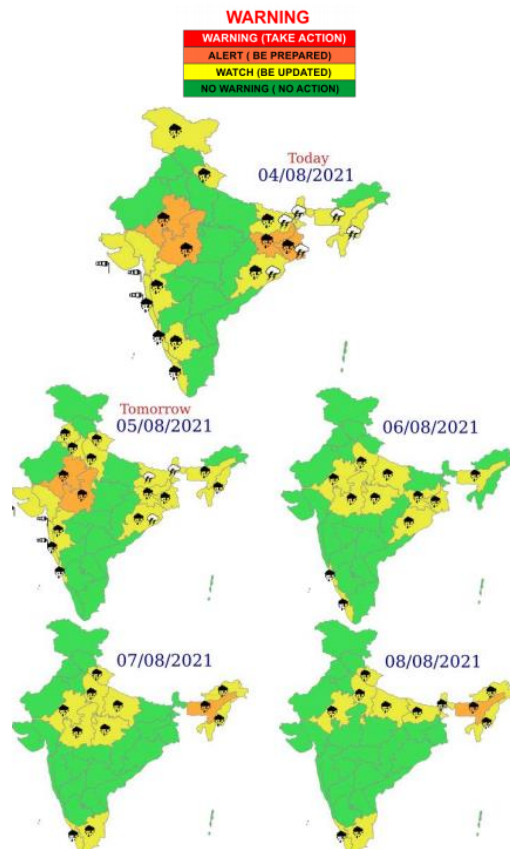 WARNING
WARNING (TAKE ACTION)
ALERT ( BE PREPARED)
WATCH (BE UPDATED)
NO WARNING ( NO ACTION)
Today
04/08/2021
Tomorrow
05/08/2021
06/08/2021
07/08/2021
08/08/2021